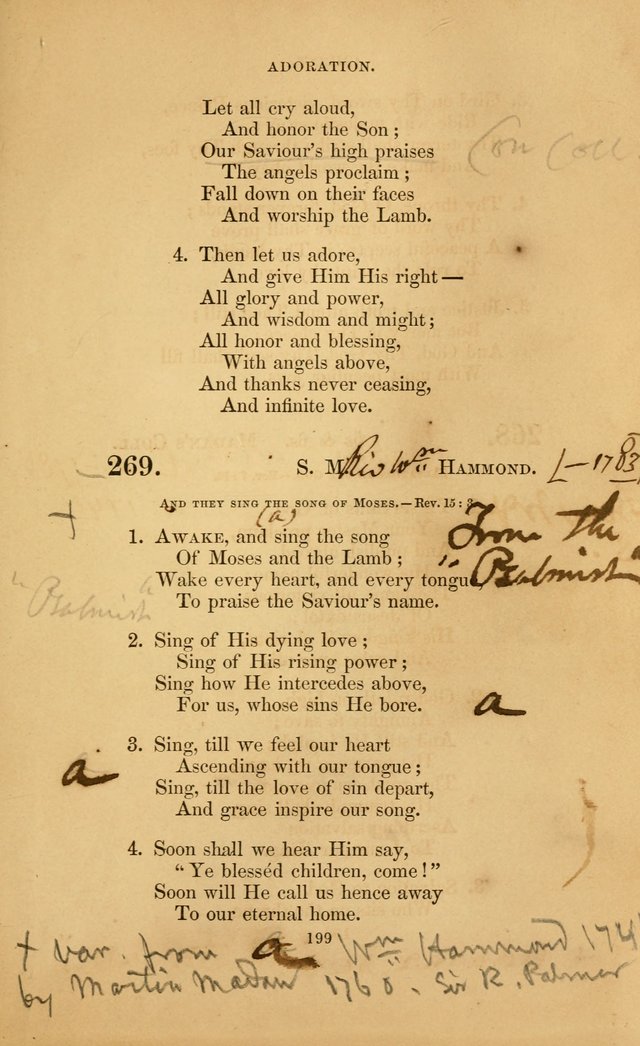 ADORATION.
Let all cry aloud,
And honor the Son;
Our Saviour's high praises
The angels proclaim;
Fall down on their faces
And worship the Lamb.
4. Then let us adore,
And give Him His right—
All glory and power,
And wisdom and might;
All honor and blessing,
With angels above,
And thanks never ceasing,
And infinite love.
269. S. M. Wm HAMMOND. [—1783]
AND THEY SING THE SONG OF MOSES.—Rev. 15:3
(a)
+
From the
"Psalmist"
"Psalmist"
1. AWAKE, and sing the song
Of Moses and the Lamb;
Wake every heart, and every tongue,
To praise the Saviour's name.
2. Sing of His dying love;
Sing of His rising power;
Sing how He intercedes above,
For us, whose sins He bore.
a
3. Sing, till we feel our heart
a
Ascending with our tongue;
Sing, till the love of sin depart,
And grace inspire our song.
4. Soon shall we hear Him say,
"Ye blesséd children, come!"
Soon will He call us hence away
To our eternal home.
199
+ var. from a Wm Hammond 174
by Martin Madan 1760. Sir R. Palmer